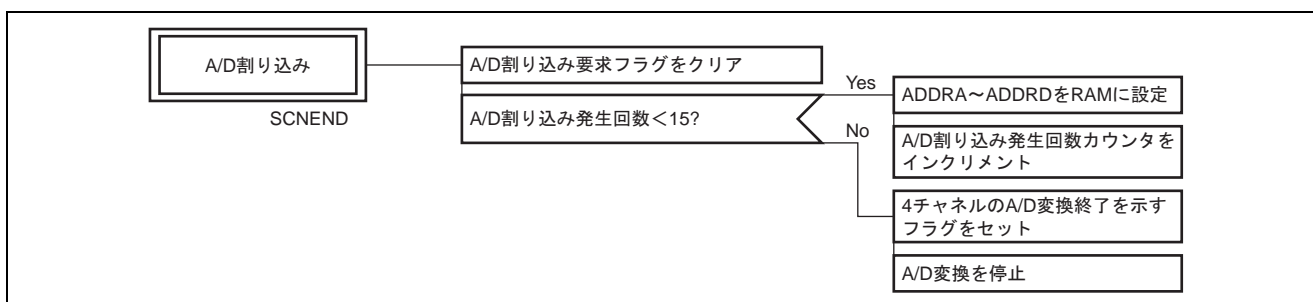 A/D割り込み
SCNEND
A/D割り込み要求フラグをクリア
A/D割り込み発生回数＜15?
Yes
ADDRA～ADDRDをRAMに設定
A/D割り込み発生回数カウンタを
インクリメント
No
4チャネルのA/D変換終了を示す
フラグをセット
A/D変換を停止